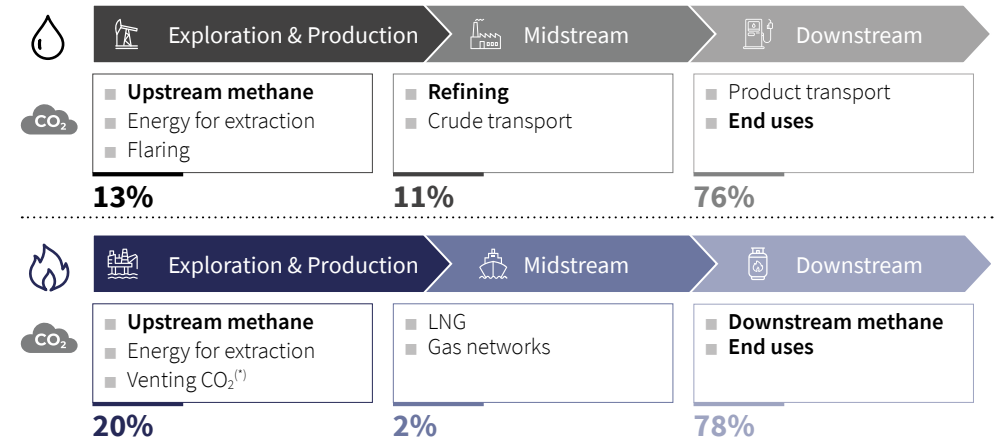 Exploration & Production
Midstream
Downstream
CO₂
Upstream methane
Energy for extraction
Flaring
Refining
Crude transport
Product transport
End uses
13%
11%
76%
Exploration & Production
Midstream
Downstream
CO₂
Upstream methane
Energy for extraction
Venting CO₂⁽*⁾
LNG
Gas networks
Downstream methane
End uses
20%
2%
78%